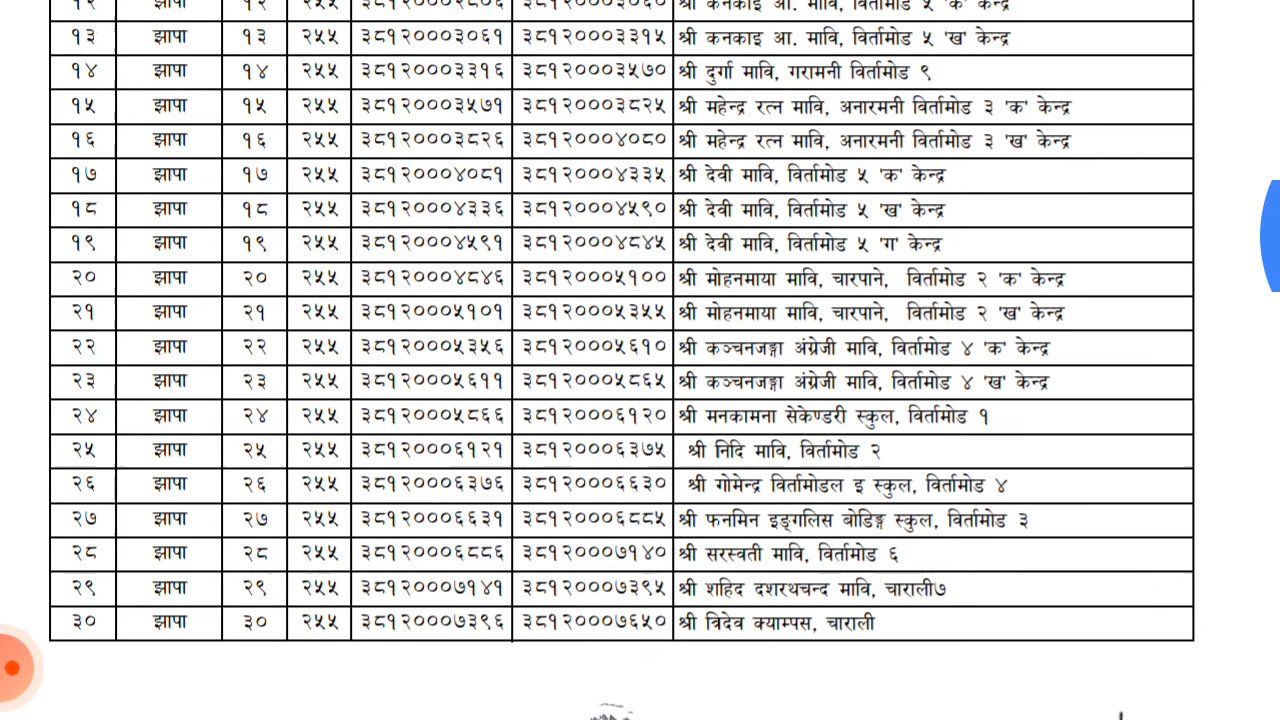 १२ झापा १२ २५५ ३८१२०००२८०६ ३८१२०००३०६० श्री कनकाइ आ. मावि, विर्तामोड ५ 'क' केन्द्र
१३ झापा १३ २५५ ३८१२०००३०६१ ३८१२०००३३१५ श्री कनकाइ आ. मावि, विर्तामोड ५ 'ख' केन्द्र
१४ झापा १४ २५५ ३८१२०००३३१६ ३८१२०००३५७० श्री दुर्गा मावि, गरामनी विर्तामोड ९
१५ झापा १५ २५५ ३८१२०००३५७१ ३८१२०००३८२५ श्री महेन्द्र रत्न मावि, अनारमनी विर्तामोड ३ 'क' केन्द्र
१६ झापा १६ २५५ ३८१२०००३८२६ ३८१२०००४०८० श्री महेन्द्र रत्न मावि, अनारमनी विर्तामोड ३ 'ख' केन्द्र
१७ झापा १७ २५५ ३८१२०००४०८१ ३८१२०००४३३५ श्री देवी मावि, विर्तामोड ५ 'क' केन्द्र
१८ झापा १८ २५५ ३८१२०००४३३६ ३८१२०००४५९० श्री देवी मावि, विर्तामोड ५ 'ख' केन्द्र
१९ झापा १९ २५५ ३८१२०००४५९१ ३८१२०००४८४५ श्री देवी मावि, विर्तामोड ५ 'ग' केन्द्र
२० झापा २० २५५ ३८१२०००४८४६ ३८१२०००५१०० श्री मोहनमाया मावि, चारपाने, विर्तामोड २ 'क' केन्द्र
२१ झापा २१ २५५ ३८१२०००५१०१ ३८१२०००५३५५ श्री मोहनमाया मावि, चारपाने, विर्तामोड २ 'ख' केन्द्र
२२ झापा २२ २५५ ३८१२०००५३५६ ३८१२०००५६१० श्री कञ्चनजङ्गा अंग्रेजी मावि, विर्तामोड ४ 'क' केन्द्र
२३ झापा २३ २५५ ३८१२०००५६११ ३८१२०००५८६५ श्री कञ्चनजङ्गा अंग्रेजी मावि, विर्तामोड ४ 'ख' केन्द्र
२४ झापा २४ २५५ ३८१२०००५८६६ ३८१२०००६१२० श्री मनकामना सेकेण्डरी स्कुल, विर्तामोड १
२५ झापा २५ २५५ ३८१२०००६१२१ ३८१२०००६३७५ श्री निदि मावि, विर्तामोड २
२६ झापा २६ २५५ ३८१२०००६३७६ ३८१२०००६६३० श्री गोमेन्द्र विर्तामोडल इ स्कुल, विर्तामोड ४
२७ झापा २७ २५५ ३८१२०००६६३१ ३८१२०००६८८५ श्री फनमिन इङ्गलिस बोडिङ्ग स्कुल, विर्तामोड ३
२८ झापा २८ २५५ ३८१२०००६८८६ ३८१२०००७१४० श्री सरस्वती मावि, विर्तामोड ६
२९ झापा २९ २५५ ३८१२०००७१४१ ३८१२०००७३९५ श्री शहिद दशरथचन्द मावि, चाराली७
३० झापा ३० २५५ ३८१२०००७३९६ ३८१२०००७६५० श्री त्रिदेव क्याम्पस, चाराली